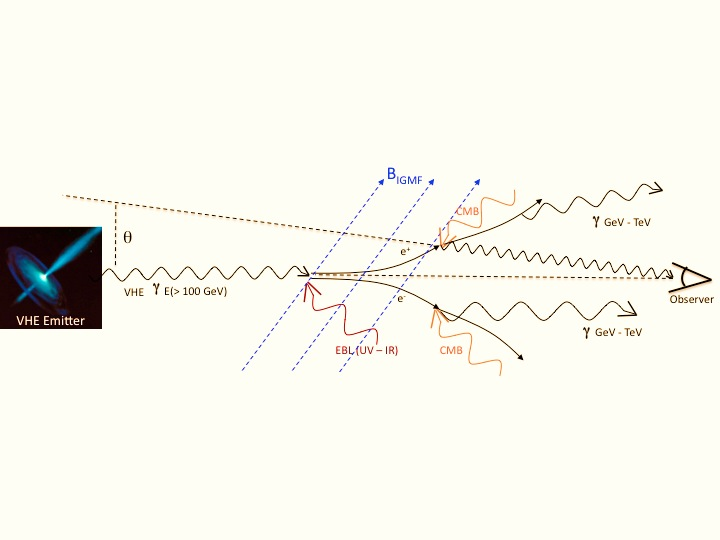 B_IGMF
CMB
θ
e⁺
γ GeV - TeV
VHE γ E(> 100 GeV)
e⁻
Observer
VHE Emitter
γ GeV - TeV
EBL (UV – IR)
CMB